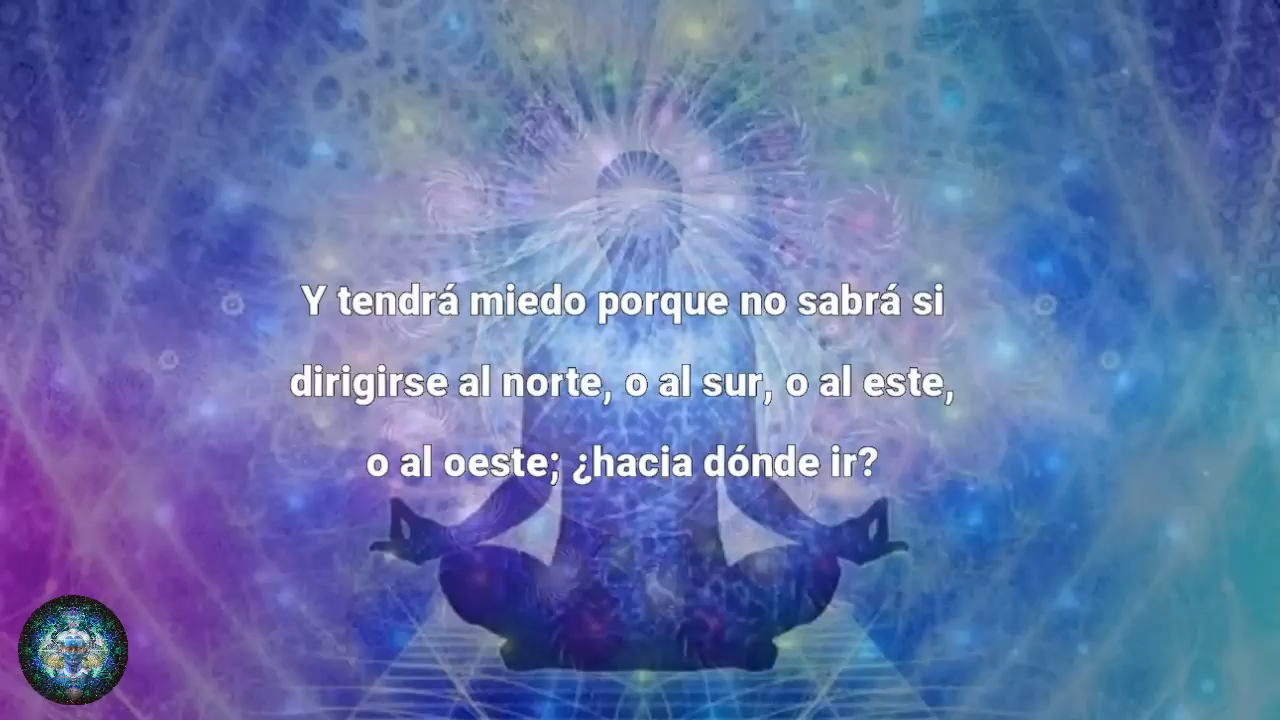 Y tendrá miedo porque no sabrá si
dirigirse al norte, o al sur, o al este,
o al oeste; ¿hacia dónde ir?